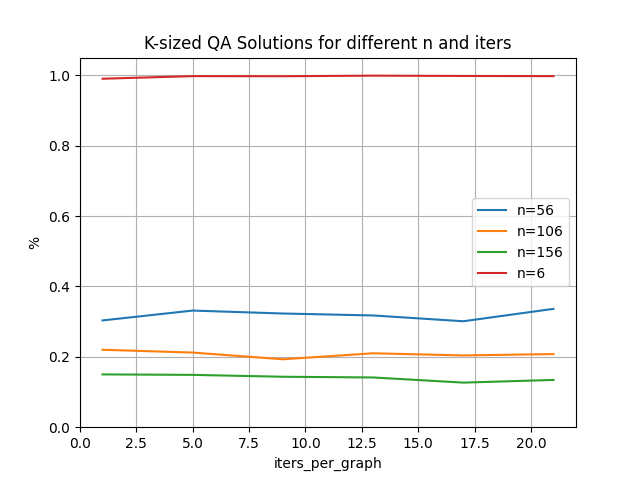 K-sized QA Solutions for different n and iters
%
1.0
0.8
0.6
0.4
0.2
0.0
n=56
n=106
n=156
n=6
0.0 2.5 5.0 7.5 10.0 12.5 15.0 17.5 20.0
iters_per_graph